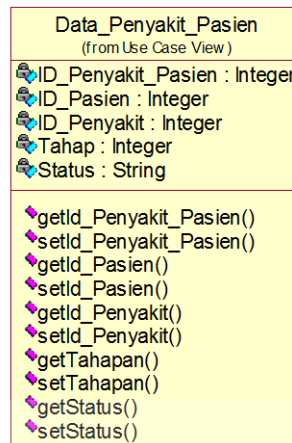 Data_Penyakit_Pasien
(from Use Case View)
ID_Penyakit_Pasien : Integer
ID_Pasien : Integer
ID_Penyakit : Integer
Tahap : Integer
Status : String
getId_Penyakit_Pasien()
setId_Penyakit_Pasien()
getId_Pasien()
setId_Pasien()
getId_Penyakit()
setId_Penyakit()
getTahapan()
setTahapan()
getStatus()
setStatus()